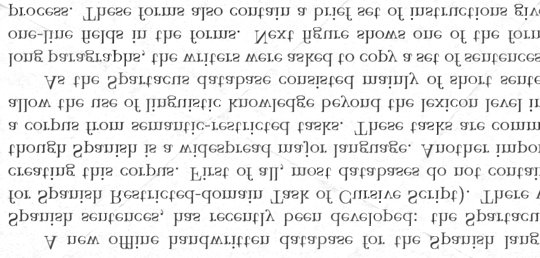 A new offline handwritten database for the Spanish lang
Spanish sentences, has recently been developed: the Spartacu
for Spanish Restricted-domain Task of Cursive Script). There w
creating this corpus. First of all, most databases do not contai
though Spanish is a widespread major language. Another impor
a corpus from semantic-restricted tasks. These tasks are comm
allow the use of linguistic knowledge beyond the lexicon level in
As the Spartacus database consisted mainly of short sente
long paragraphs, the writers were asked to copy a set of sentences
one-line fields in the forms. Next figure shows one of the forn
process. These forms also contain a brief set of instructions giv